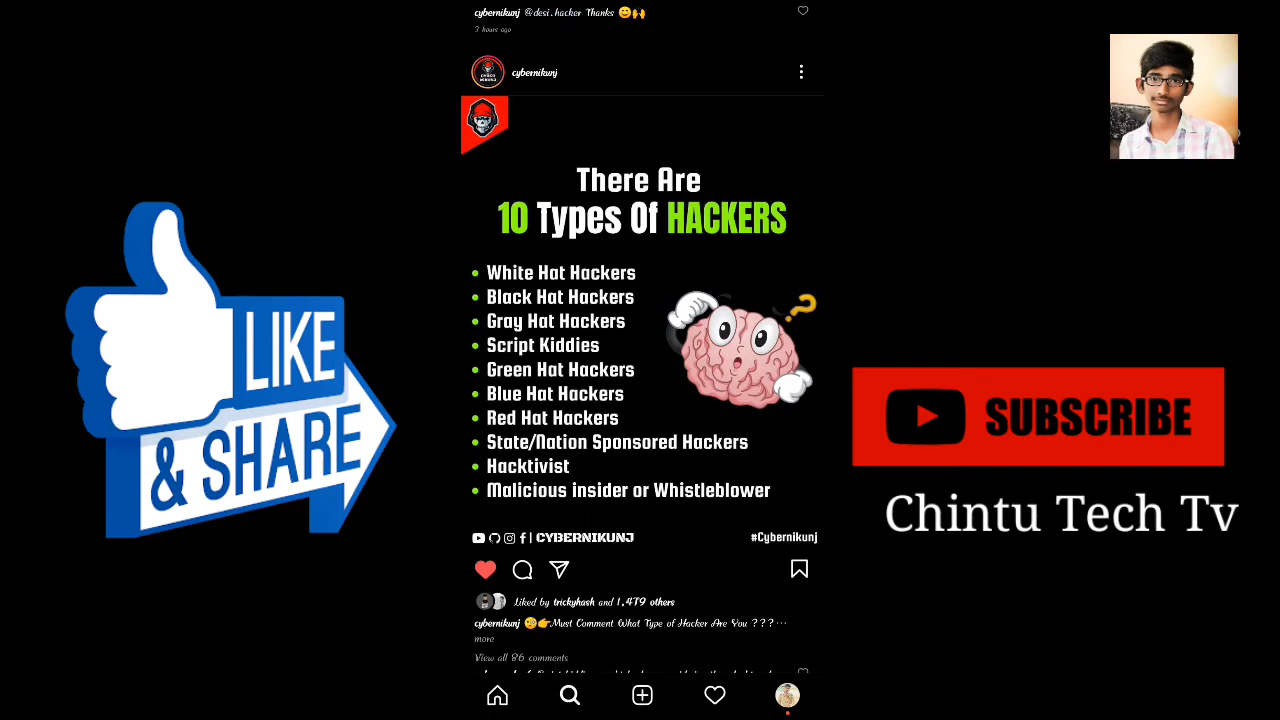 cybernikunj @desi.hacker Thanks 😊🙌
3 hours ago
cybernikunj
There Are
10 Types Of HACKERS
White Hat Hackers
Black Hat Hackers
Gray Hat Hackers
Script Kiddies
Green Hat Hackers
Blue Hat Hackers
Red Hat Hackers
State/Nation Sponsored Hackers
Hacktivist
Malicious insider or Whistleblower
| CYBERNIKUNJ
#Cybernikunj
Liked by trickyhash and 1,479 others
cybernikunj 🧐👉Must Comment What Type of Hacker Are You ???...
more
View all 86 comments
LIKE
& SHARE
SUBSCRIBE
Chintu Tech Tv